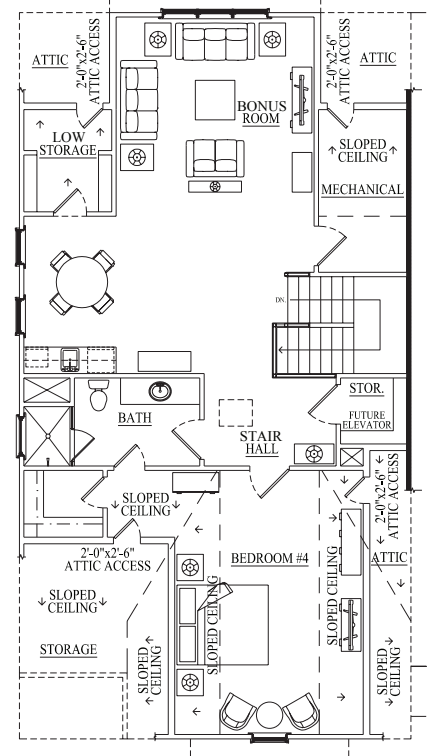 ATTIC
2'-0"x2'-6"
ATTIC ACCESS
2'-0"x2'-6"
ATTIC ACCESS
ATTIC
BONUS
ROOM
LOW
STORAGE
SLOPED
CEILING
MECHANICAL
DN.
STOR.
FUTURE
ELEVATOR
BATH
STAIR
HALL
SLOPED
CEILING
2'-0"x2'-6"
ATTIC ACCESS
2'-0"x2'-6"
ATTIC ACCESS
ATTIC
BEDROOM #4
SLOPED
CEILING
SLOPED CEILING
SLOPED CEILING
STORAGE
SLOPED
CEILING
SLOPED
CEILING